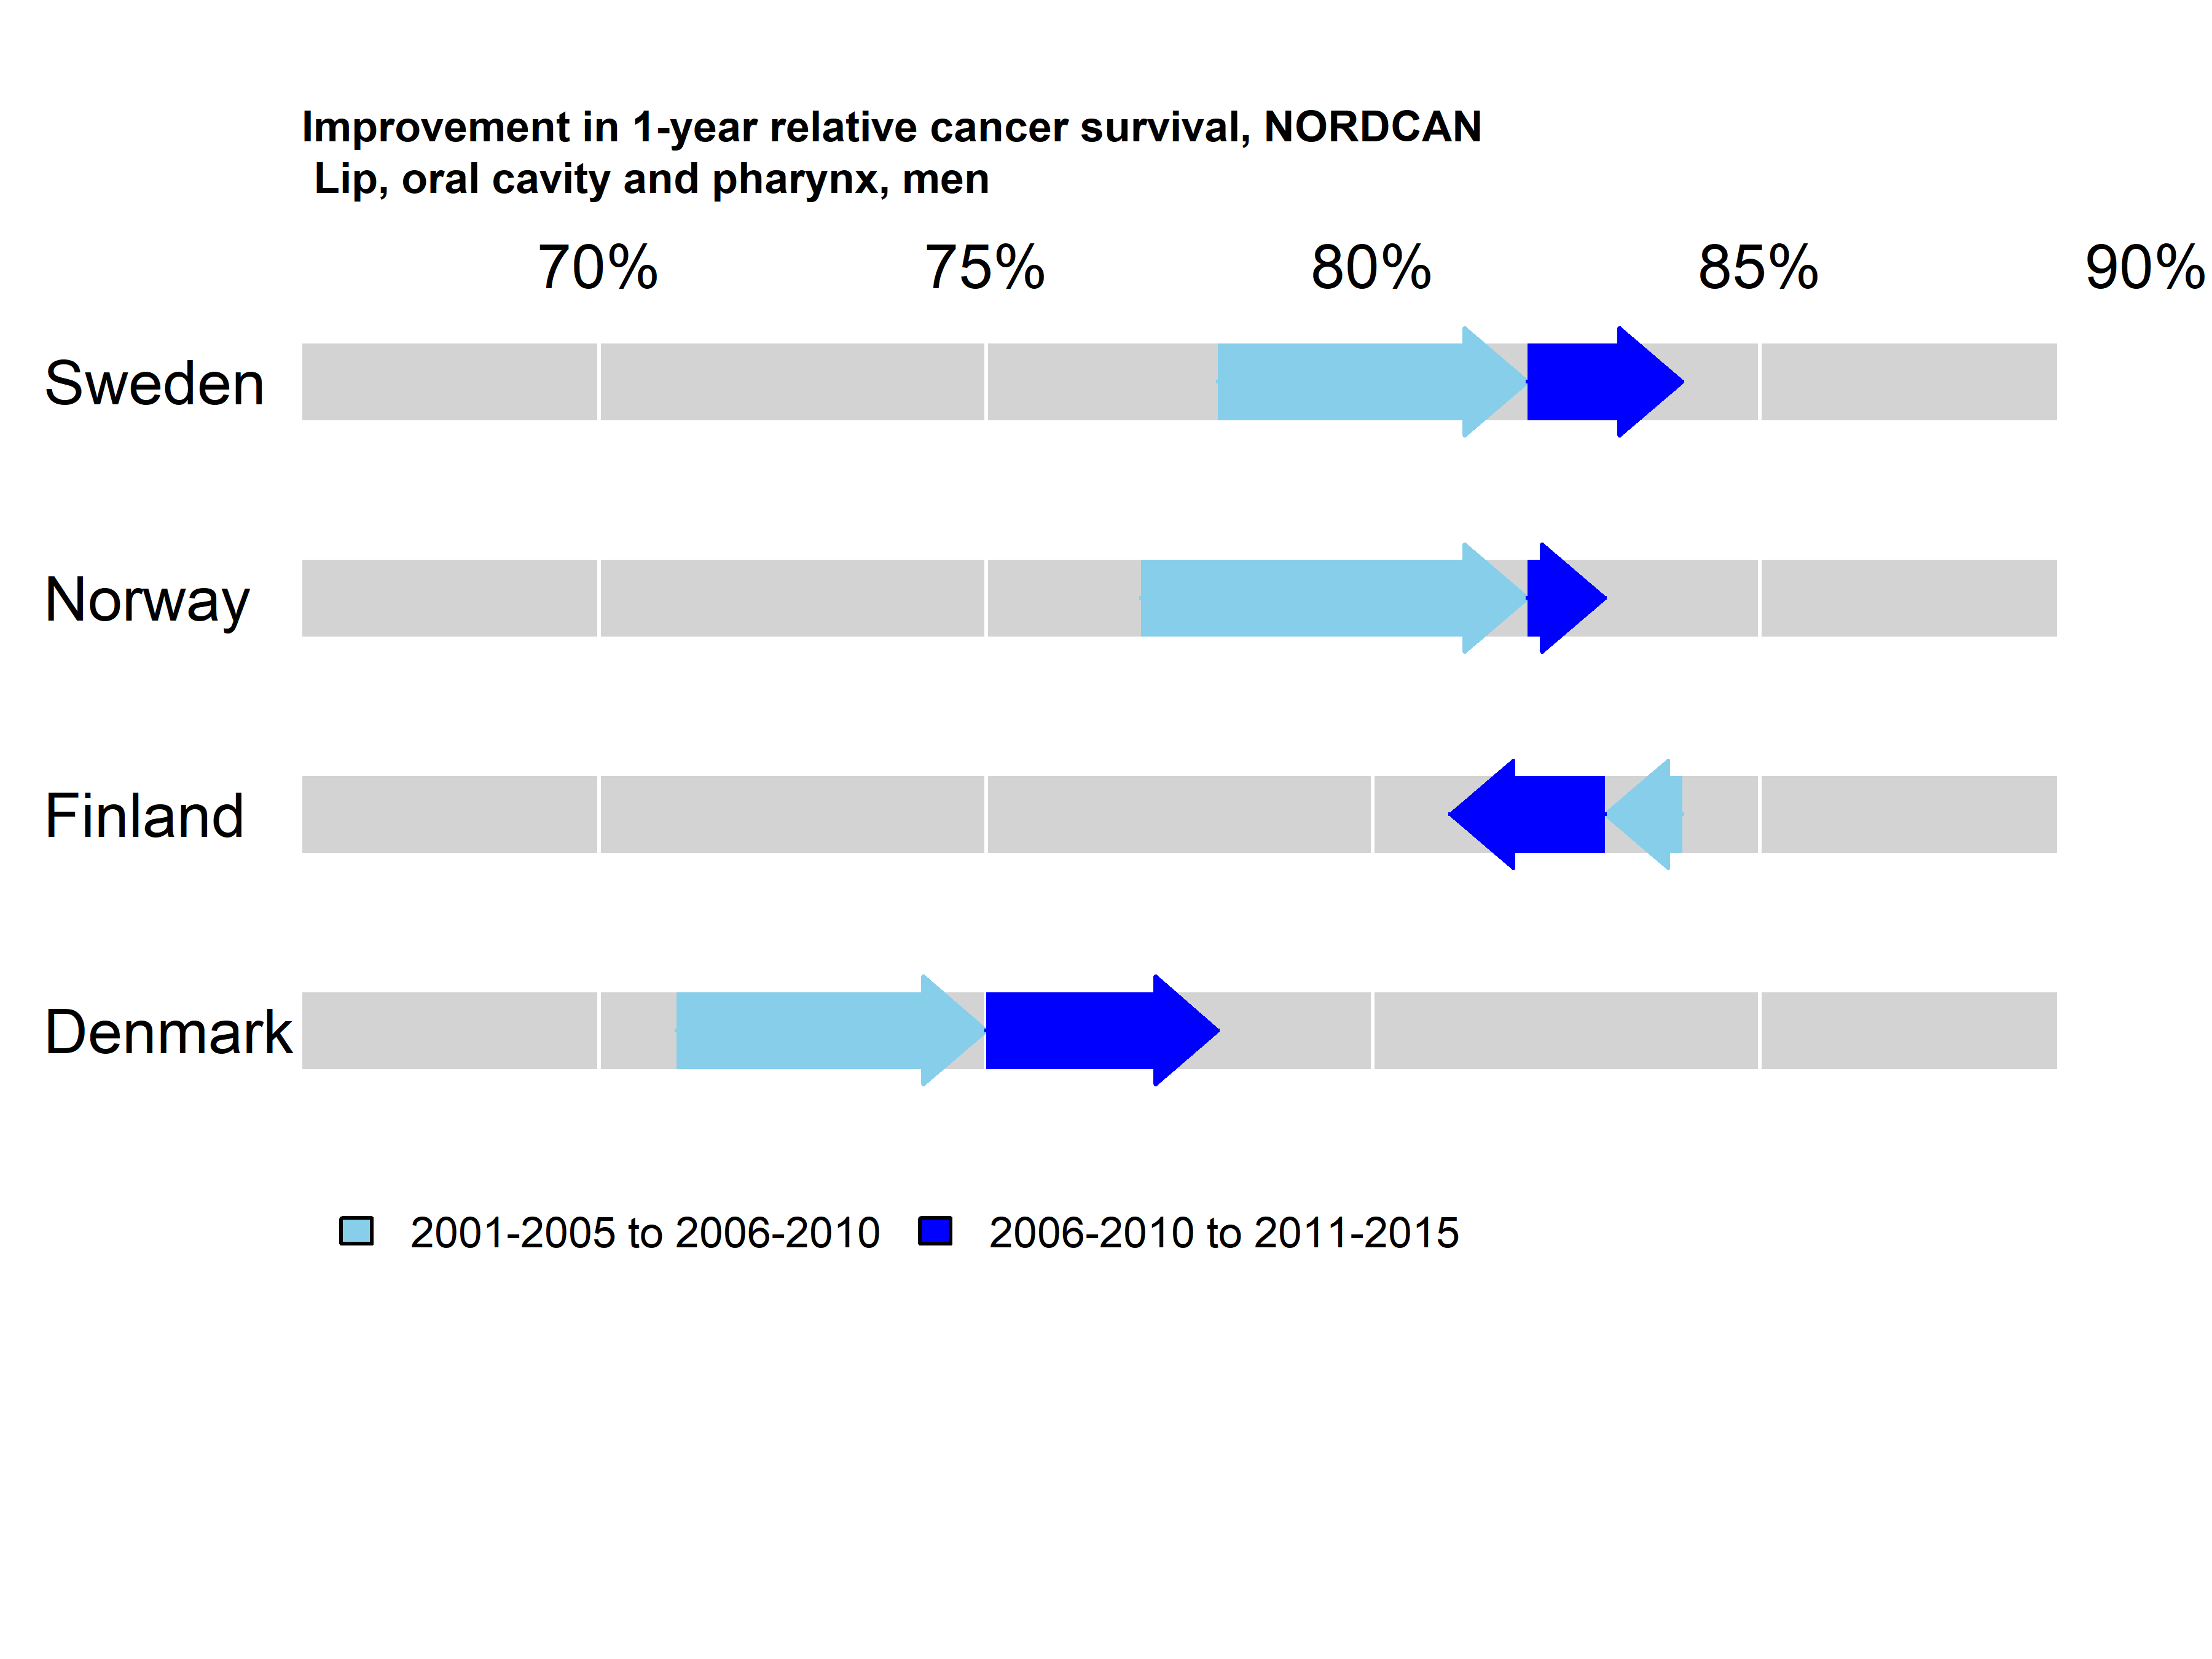 Improvement in 1-year relative cancer survival, NORDCAN
Lip, oral cavity and pharynx, men
70% 75% 80% 85% 90%
Sweden
Norway
Finland
Denmark
2001-2005 to 2006-2010 2006-2010 to 2011-2015